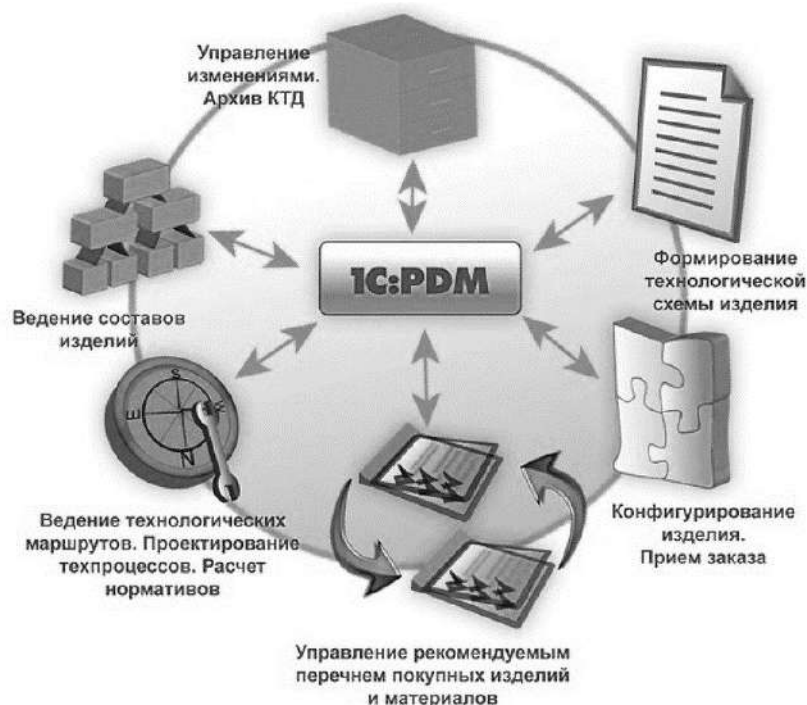 Управление
изменениями.
Архив КТД
Формирование
технологической
схемы изделия
1С:PDM
Ведение составов
изделий
S
E
W
N
Ведение технологических
маршрутов. Проектирование
техпроцессов. Расчет
нормативов
Конфигурирование
изделия.
Прием заказа
Управление рекомендуемым
перечнем покупных изделий
и материалов